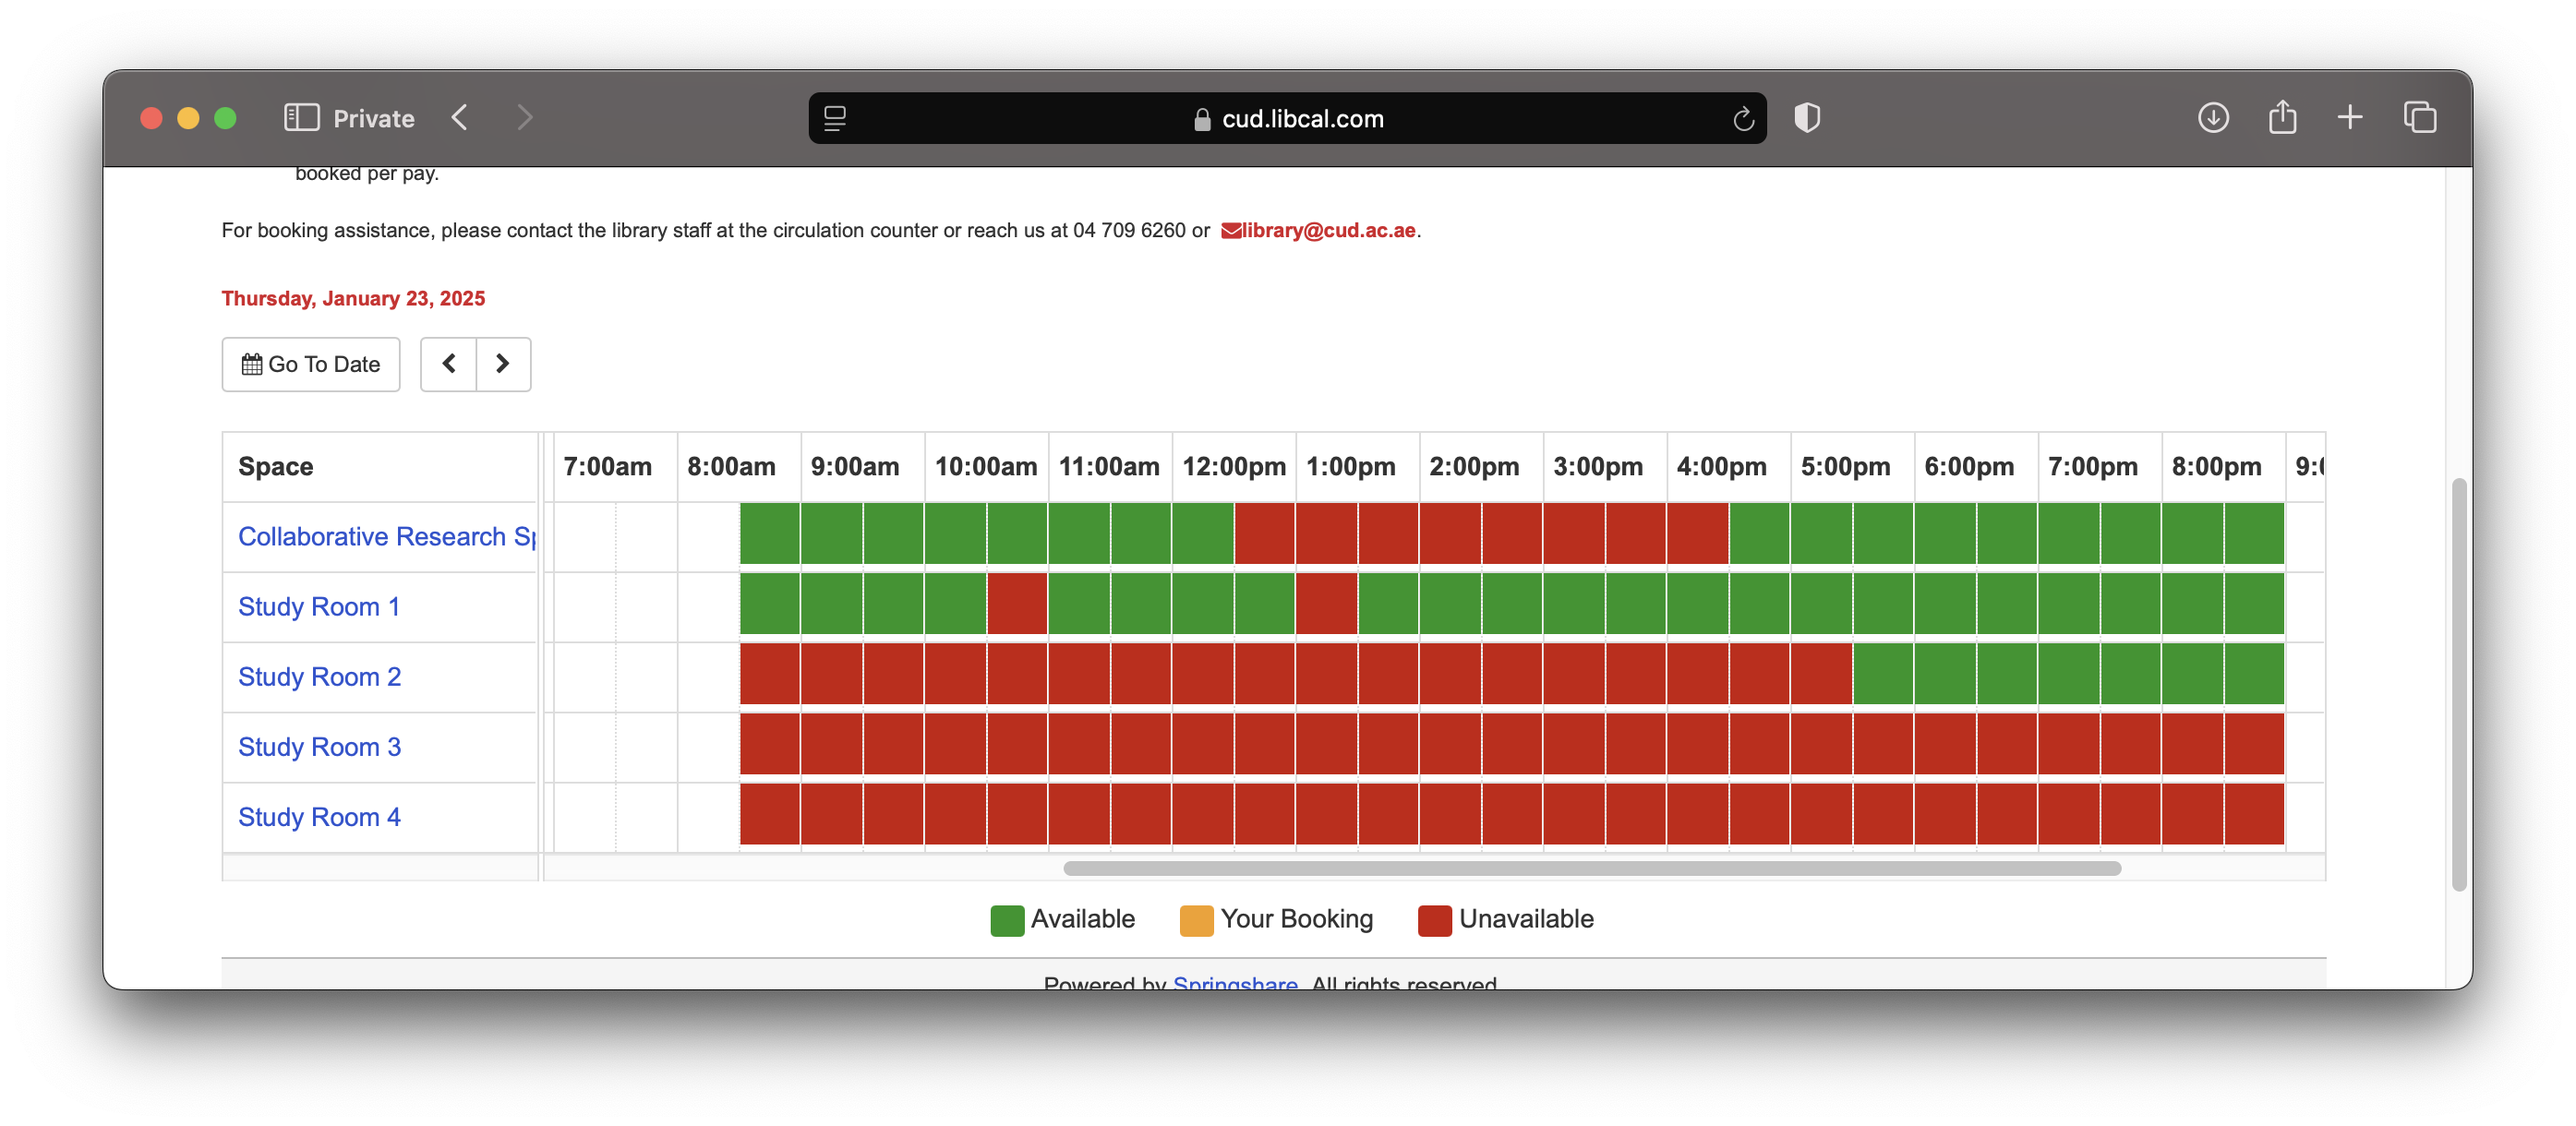 Private
cud.libcal.com
booked per pay.
For booking assistance, please contact the library staff at the circulation counter or reach us at 04 709 6260 or library@cud.ac.ae.
Thursday, January 23, 2025
Go To Date
Space 7:00am 8:00am 9:00am 10:00am 11:00am 12:00pm 1:00pm 2:00pm 3:00pm 4:00pm 5:00pm 6:00pm 7:00pm 8:00pm
Collaborative Research
Study Room 1
Study Room 2
Study Room 3
Study Room 4
Available Your Booking Unavailable
Powered by Springshare. All rights reserved